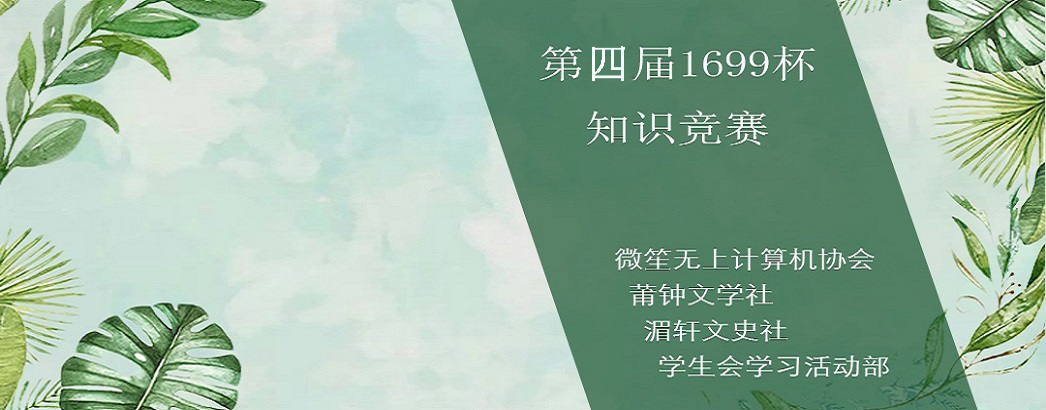 第四届1699杯
知识竞赛
微笙无上计算机协会
莆钟文学社
湄轩文史社
学生会学习活动部